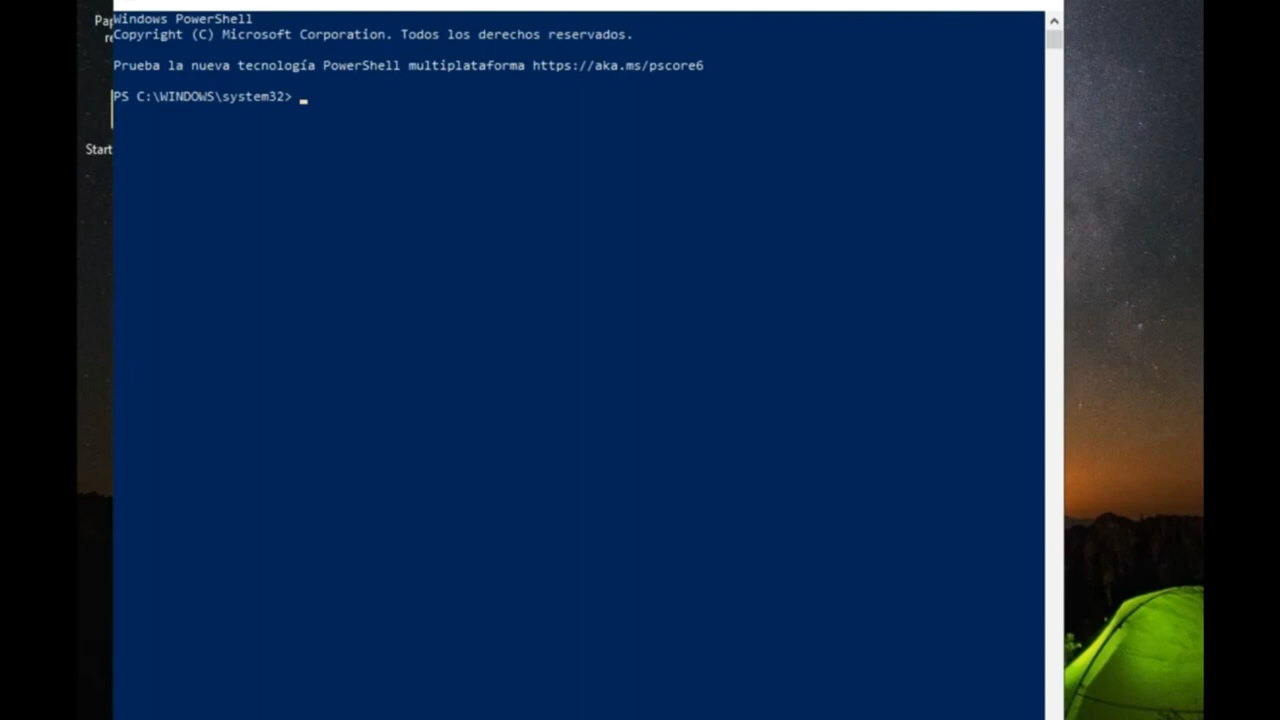 Windows PowerShell
Copyright (C) Microsoft Corporation. Todos los derechos reservados.
Prueba la nueva tecnología PowerShell multiplataforma https://aka.ms/pscore6
PS C:\WINDOWS\system32>
Start